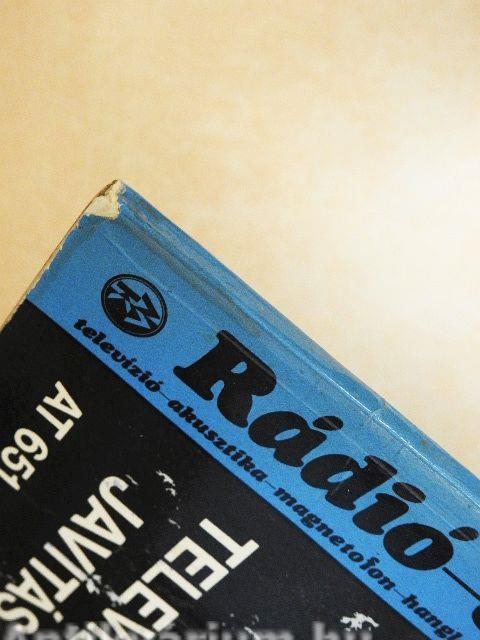 Rádió-
televízió-akusztika-magnetofon-hang
AT 651
TELEV
JAVÍTÁS